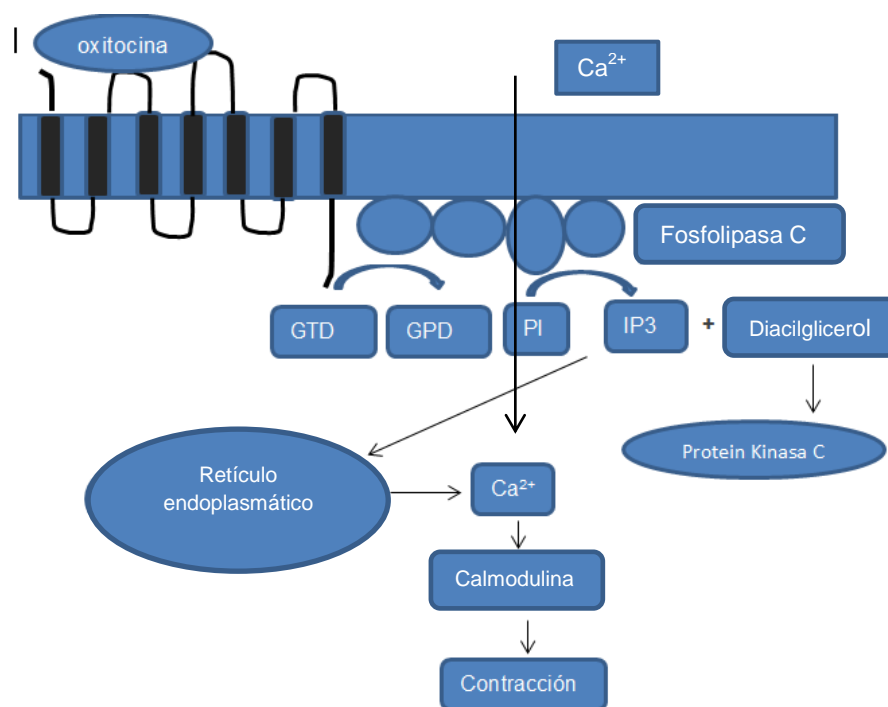 l
oxitocina
Ca²⁺
Fosfolipasa C
GTD
GPD
PI
IP3
+
Diacilglicerol
Protein Kinasa C
Retículo
endoplasmático
Ca²⁺
Calmodulina
Contracción